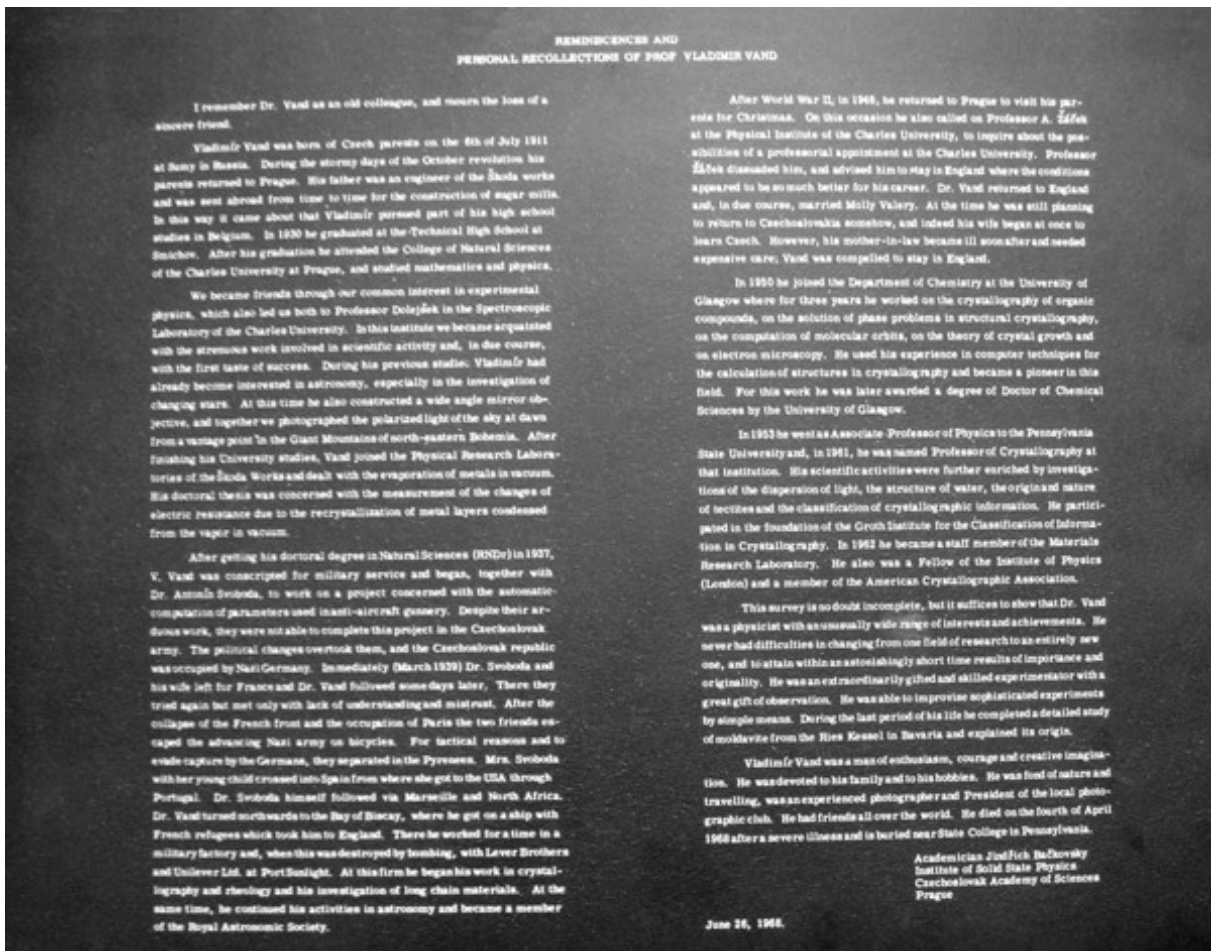 REMINISCENCES AND
PERSONAL RECOLLECTIONS OF PROF VLADIMIR VAND
I remember Dr. Vand as an old colleague, and mourn the loss of a
sincere friend.
Vladimír Vand was born of Czech parents on the 6th of July 1911
at Sumy in Russia. During the stormy days of the October revolution his
parents returned to Prague. His father was an engineer of the Škoda works
and was sent abroad from time to time for the construction of sugar mills.
In this way it came about that Vladimír pursued part of his high school
studies in Belgium. In 1930 he graduated at the Technical High School at
Smichov. After his graduation he attended the College of Natural Sciences
of the Charles University at Prague, and studied mathematics and physics.
We became friends through our common interest in experimental
physics, which also led us both to Professor Dolejšek in the Spectroscopic
Laboratory of the Charles University. In this institute we became acquainted
with the strenuous work involved in scientific activity and, in due course,
with the first taste of success. During his previous studies Vladimír had
already become interested in astronomy, especially in the investigation of
changing stars. At this time he also constructed a wide angle mirror ob-
jective, and together we photographed the polarized light of the sky at dawn
from a vantage point in the Giant Mountains of north-eastern Bohemia. After
finishing his University studies, Vand joined the Physical Research Labora-
tories of the Škoda Works and dealt with the evaporation of metals in vacuum.
His doctoral thesis was concerned with the measurement of the changes of
electric resistance due to the recrystallization of metal layers condensed
from the vapor in vacuum.
After getting his doctoral degree in Natural Sciences (RNDr) in 1937,
V. Vand was conscripted for military service and began, together with
Dr. Antonín Svoboda, to work on a project concerned with the automatic
computation of parameters used in anti-aircraft gunnery. Despite their ar-
duous work, they were not able to complete this project in the Czechoslovak
army. The political changes overtook them, and the Czechoslovak republic
was occupied by Nazi Germany. Immediately (March 1939) Dr. Svoboda and
his wife left for France and Dr. Vand followed some days later. There they
tried again but met only with lack of understanding and mistrust. After the
collapse of the French front and the occupation of Paris the two friends es-
caped the advancing Nazi army on bicycles. For tactical reasons and to
evade capture by the Germans, they separated in the Pyrenees. Mrs. Svoboda
with her young child crossed into Spain from where she got to the USA through
Portugal. Dr. Svoboda himself followed via Marseille and North Africa.
Dr. Vand turned northwards to the Bay of Biscay, where he got on a ship with
French refugees which took him to England. There he worked for a time in a
military factory and, when this was destroyed by bombing, with Lever Brothers
and Unilever Ltd. at Port Sunlight. At this firm he began his work in crystal-
lography and rheology and his investigation of long chain materials. At the
same time, he continued his activities in astronomy and became a member
of the Royal Astronomic Society.
After World War II, in 1946, he returned to Prague to visit his par-
ents for Christmas. On this occasion he also called on Professor A. Žáček
at the Physical Institute of the Charles University, to inquire about the pos-
sibilities of a professorial appointment at the Charles University. Professor
Žáček dissuaded him, and advised him to stay in England where the conditions
appeared to be so much better for his career. Dr. Vand returned to England
and, in due course, married Molly Valery. At the time he was still planning
to return to Czechoslovakia somehow, and indeed his wife began at once to
learn Czech. However, his mother-in-law became ill soon after and needed
expensive care; Vand was compelled to stay in England.
In 1950 he joined the Department of Chemistry at the University of
Glasgow where for three years he worked on the crystallography of organic
compounds, on the solution of phase problems in structural crystallography,
on the computation of molecular orbits, on the theory of crystal growth and
on electron microscopy. He used his experience in computer techniques for
the calculation of structures in crystallography and became a pioneer in this
field. For this work he was later awarded a degree of Doctor of Chemical
Sciences by the University of Glasgow.
In 1953 he went as Associate Professor of Physics to the Pennsylvania
State University and, in 1961, he was named Professor of Crystallography at
that institution. His scientific activities were further enriched by investiga-
tions of the dispersion of light, the structure of water, the origin and nature
of tectites and the classification of crystallographic information. He partici-
pated in the foundation of the Groth Institute for the Classification of Informa-
tion in Crystallography. In 1962 he became a staff member of the Materials
Research Laboratory. He also was a Fellow of the Institute of Physics
(London) and a member of the American Crystallographic Association.
This survey is no doubt incomplete, but it suffices to show that Dr. Vand
was a physicist with an unusually wide range of interests and achievements. He
never had difficulties in changing from one field of research to an entirely new
one, and to attain within an astonishingly short time results of importance and
originality. He was an extraordinarily gifted and skilled experimentator with a
great gift of observation. He was able to improvise sophisticated experiments
by simple means. During the last period of his life he completed a detailed study
of moldavite from the Ries Kessel in Bavaria and explained its origin.
Vladimír Vand was a man of enthusiasm, courage and creative imagina-
tion. He was devoted to his family and to his hobbies. He was fond of nature and
travelling, was an experienced photographer and President of the local photo-
graphic club. He had friends all over the world. He died on the fourth of April
1968 after a severe illness and is buried near State College in Pennsylvania.
Academician Jindřich Bačkovsky
Institute of Solid State Physics
Czechoslovak Academy of Sciences
Prague
June 26, 1968.